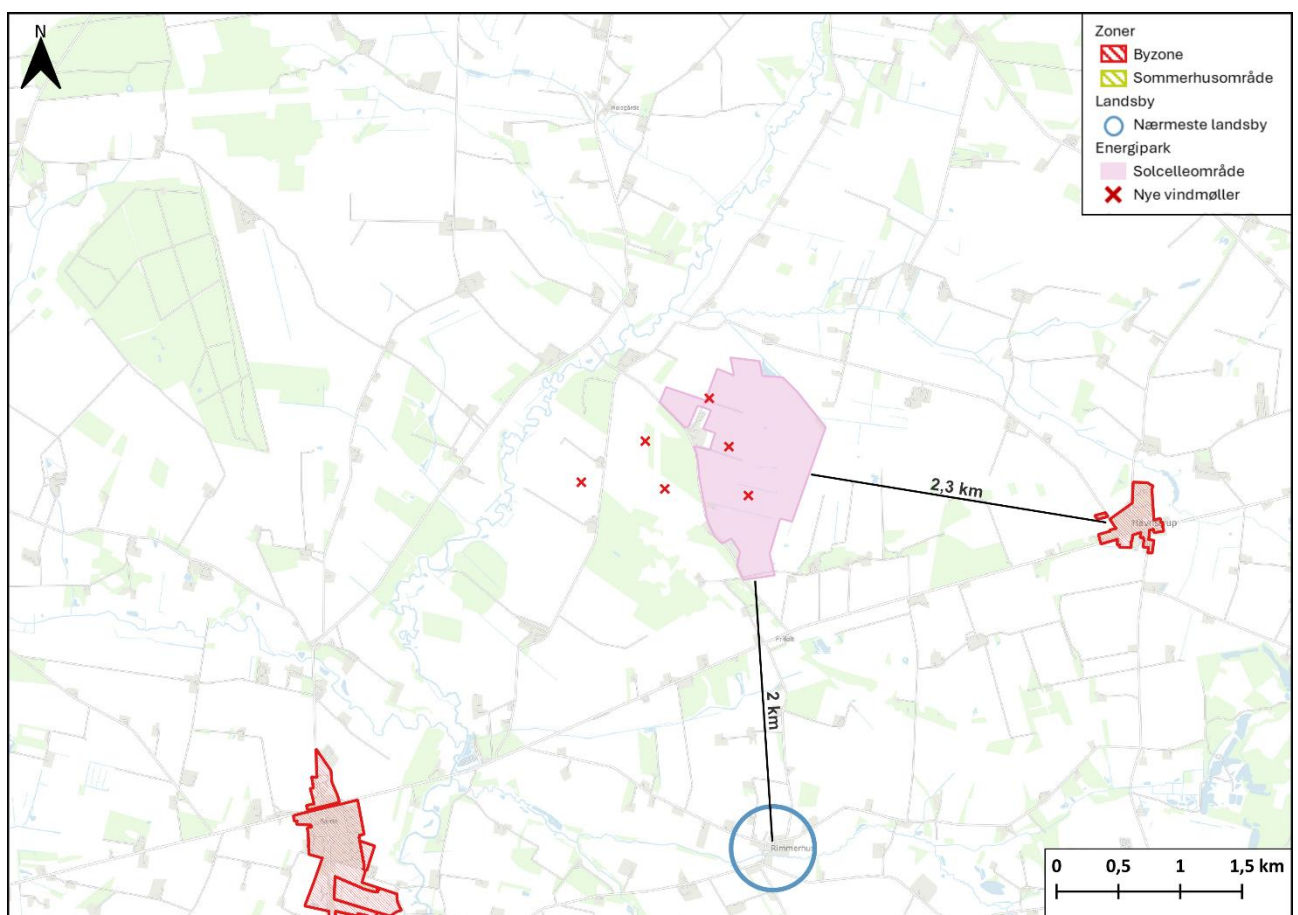 N
Zoner
Byzone
Sommerhusområde
Landsby
Nærmeste landsby
Energipark
Solcelleområde
Nye vindmøller
2,3 km
2 km
Rimmerhus
0 0,5 1 1,5 km